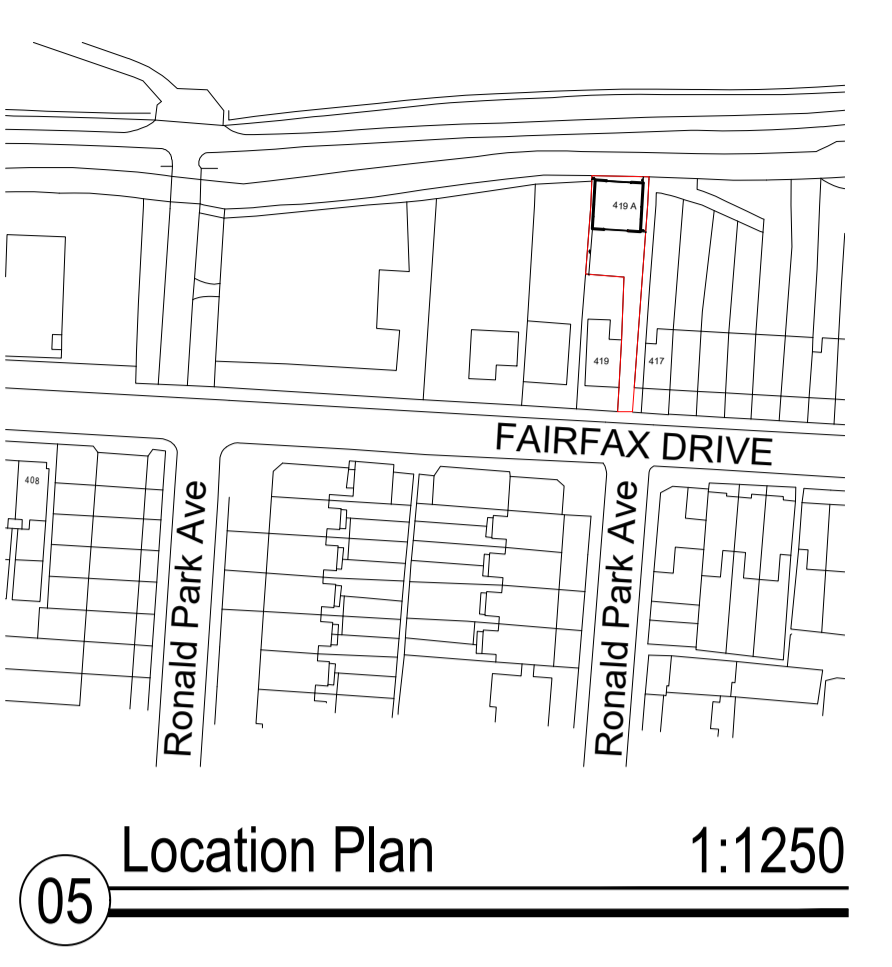 419 A
419
417
FAIRFAX DRIVE
408
Ronald Park Ave
Ronald Park Ave
05
Location Plan
1:1250